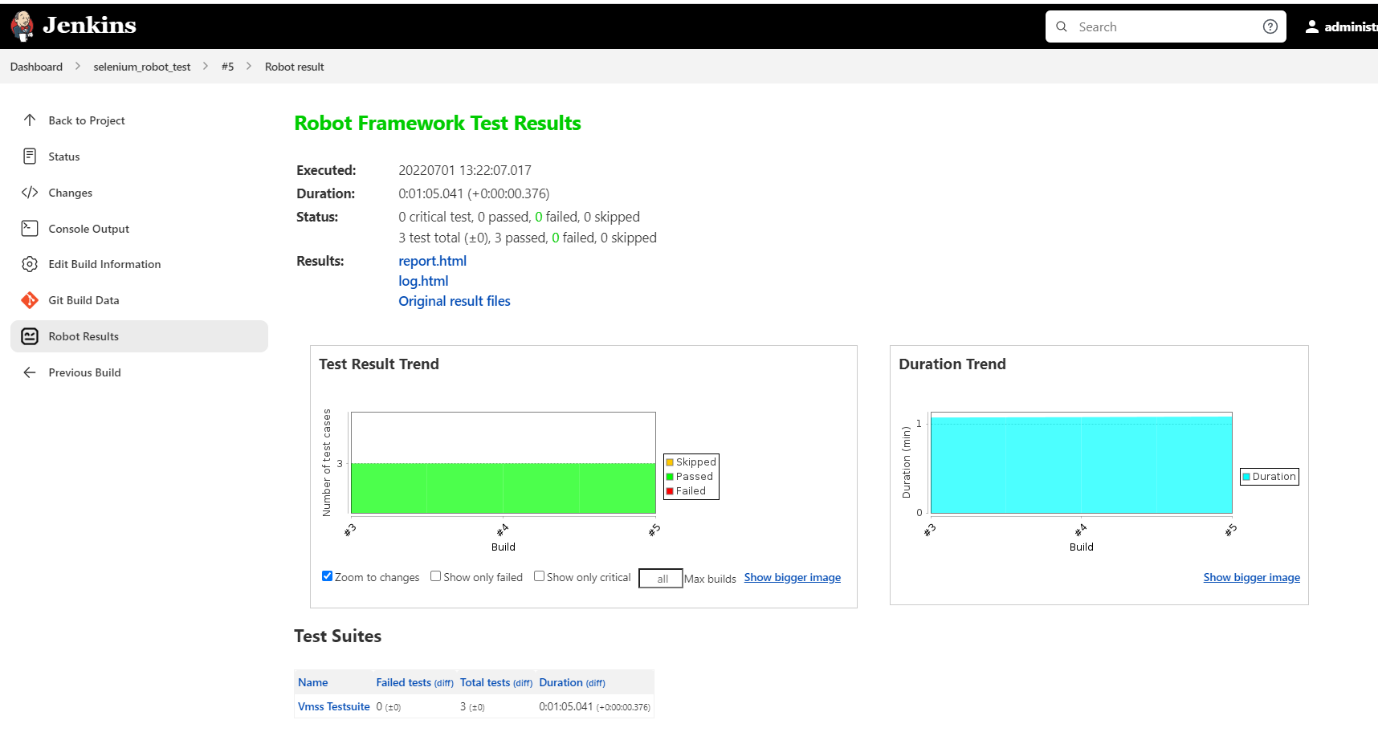 Jenkins
Search
administr
Dashboard > selenium_robot_test > #5 > Robot result
Back to Project
Status
Changes
Console Output
Edit Build Information
Git Build Data
Robot Results
Previous Build
Robot Framework Test Results
Executed: 20220701 13:22:07.017
Duration: 0:01:05.041 (+0:00:00.376)
Status: 0 critical test, 0 passed, 0 failed, 0 skipped
3 test total (±0), 3 passed, 0 failed, 0 skipped
Results: report.html
log.html
Original result files
Test Result Trend
Number of test cases
3
Skipped
Passed
Failed
#3 #4 #5
Build
Zoom to changes Show only failed Show only critical all Max builds Show bigger image
Duration Trend
Duration (min)
1
0
Duration
#3 #4 #5
Build
Show bigger image
Test Suites
Name Failed tests (diff) Total tests (diff) Duration (diff)
Vmss Testsuite 0 (±0) 3 (±0) 0:01:05.041 (+0:00:00.376)